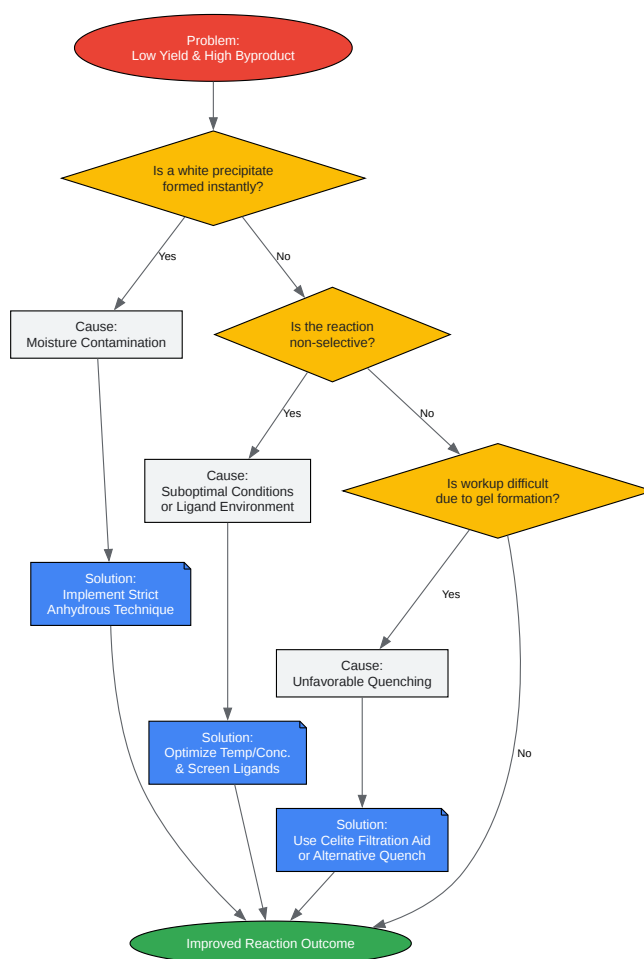 Problem:
Low Yield & High Byproduct
Is a white precipitate
formed instantly?
Yes
No
Cause:
Moisture Contamination
Is the reaction
non-selective?
Yes
No
Cause:
Suboptimal Conditions
or Ligand Environment
Is workup difficult
due to gel formation?
Solution:
Implement Strict
Anhydrous Technique
Yes
Cause:
Unfavorable Quenching
Solution:
Optimize Temp/Conc.
& Screen Ligands
No
Solution:
Use Celite Filtration Aid
or Alternative Quench
Improved Reaction Outcome